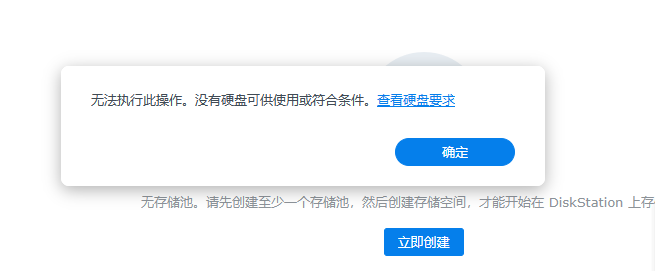 无法执行此操作。没有硬盘可供使用或符合条件。查看硬盘要求
确定
无存储池。请先创建至少一个存储池，然后创建存储空间，才能开始在 DiskStation 上存
立即创建